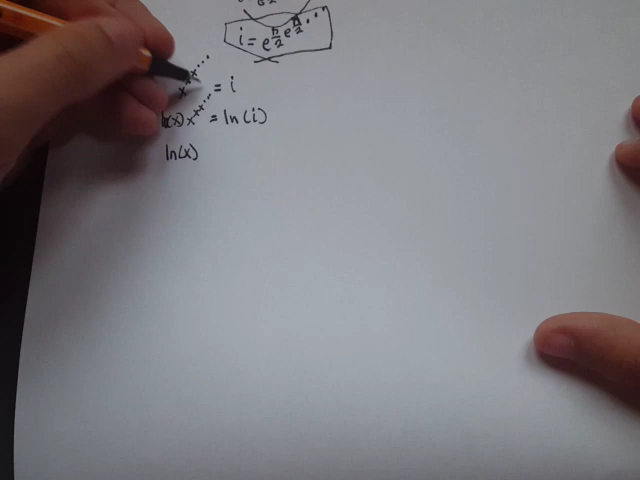 i = e^{π/2 e^{π/2 ...}}
x^{x^{x^{...}}} = i
ln(x) x^{x^{x^{...}}} = ln(i)
ln(x)